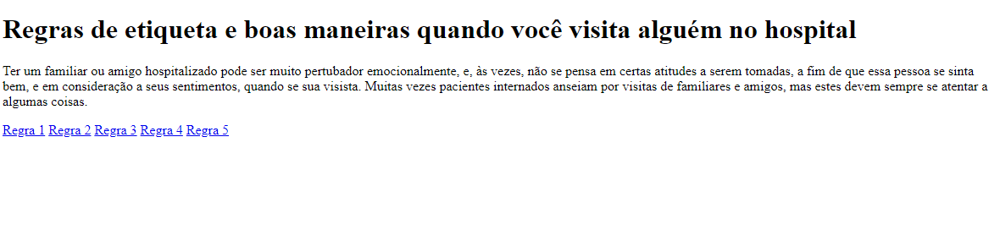 Regras de etiqueta e boas maneiras quando você visita alguém no hospital
Ter um familiar ou amigo hospitalizado pode ser muito pertubador emocionalmente, e, às vezes, não se pensa em certas atitudes a serem tomadas, a fim de que essa pessoa se sinta
bem, e em consideração a seus sentimentos, quando se sua visista. Muitas vezes pacientes internados anseiam por visitas de familiares e amigos, mas estes devem sempre se atentar a
algumas coisas.
Regra 1 Regra 2 Regra 3 Regra 4 Regra 5